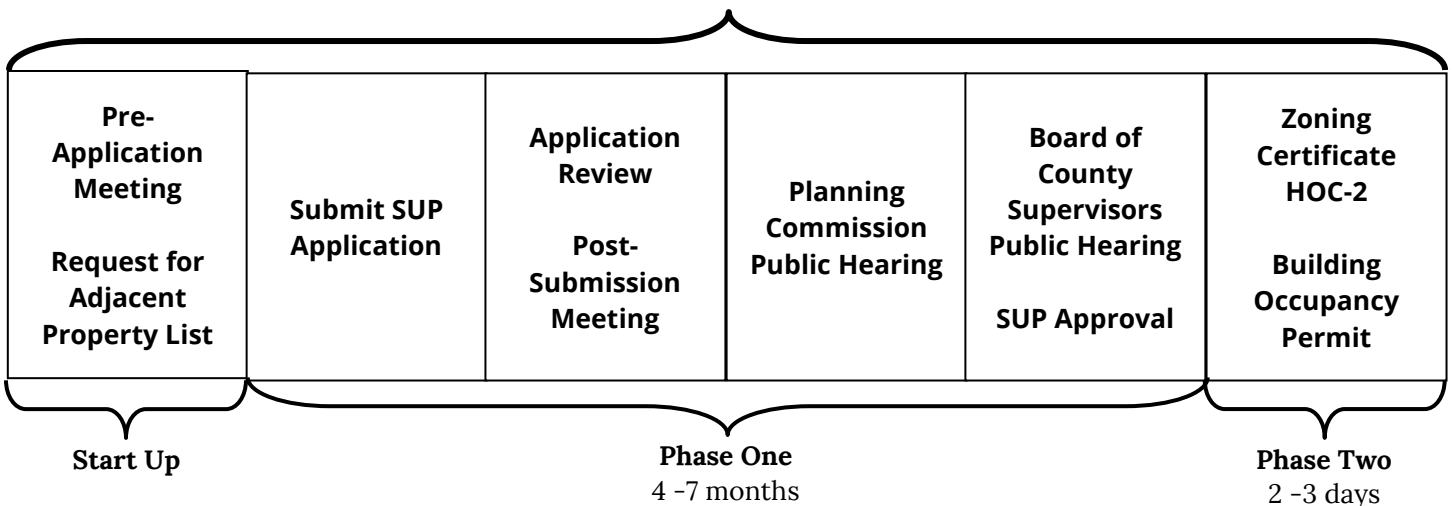 Pre-
Application
Meeting
Request for
Adjacent
Property List
Submit SUP
Application
Application
Review
Post-
Submission
Meeting
Planning
Commission
Public Hearing
Board of
County
Supervisors
Public Hearing
SUP Approval
Zoning
Certificate
HOC-2
Building
Occupancy
Permit
Start Up
Phase One
4 -7 months
Phase Two
2 -3 days